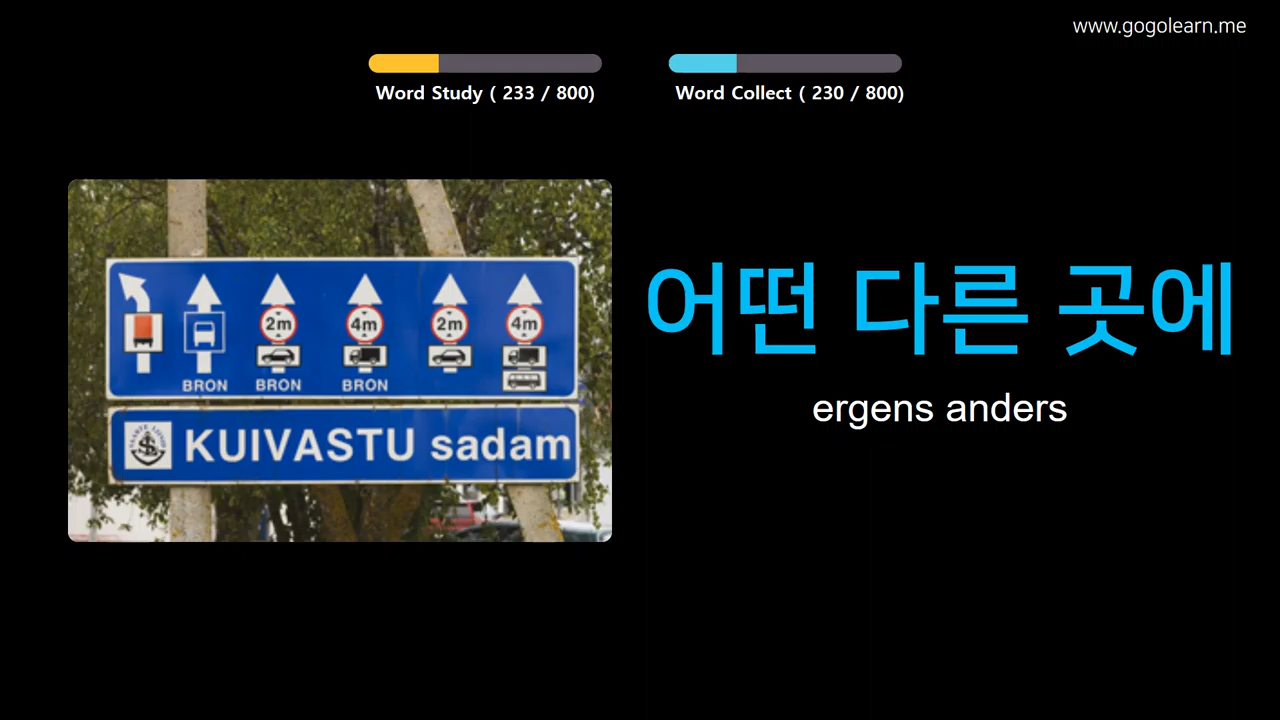 www.gogolearn.me
Word Study ( 233 / 800)
Word Collect ( 230 / 800)
2m
4m
2m
4m
BRON
BRON
BRON
KUIVASTU sadam
어떤 다른 곳에
ergens anders